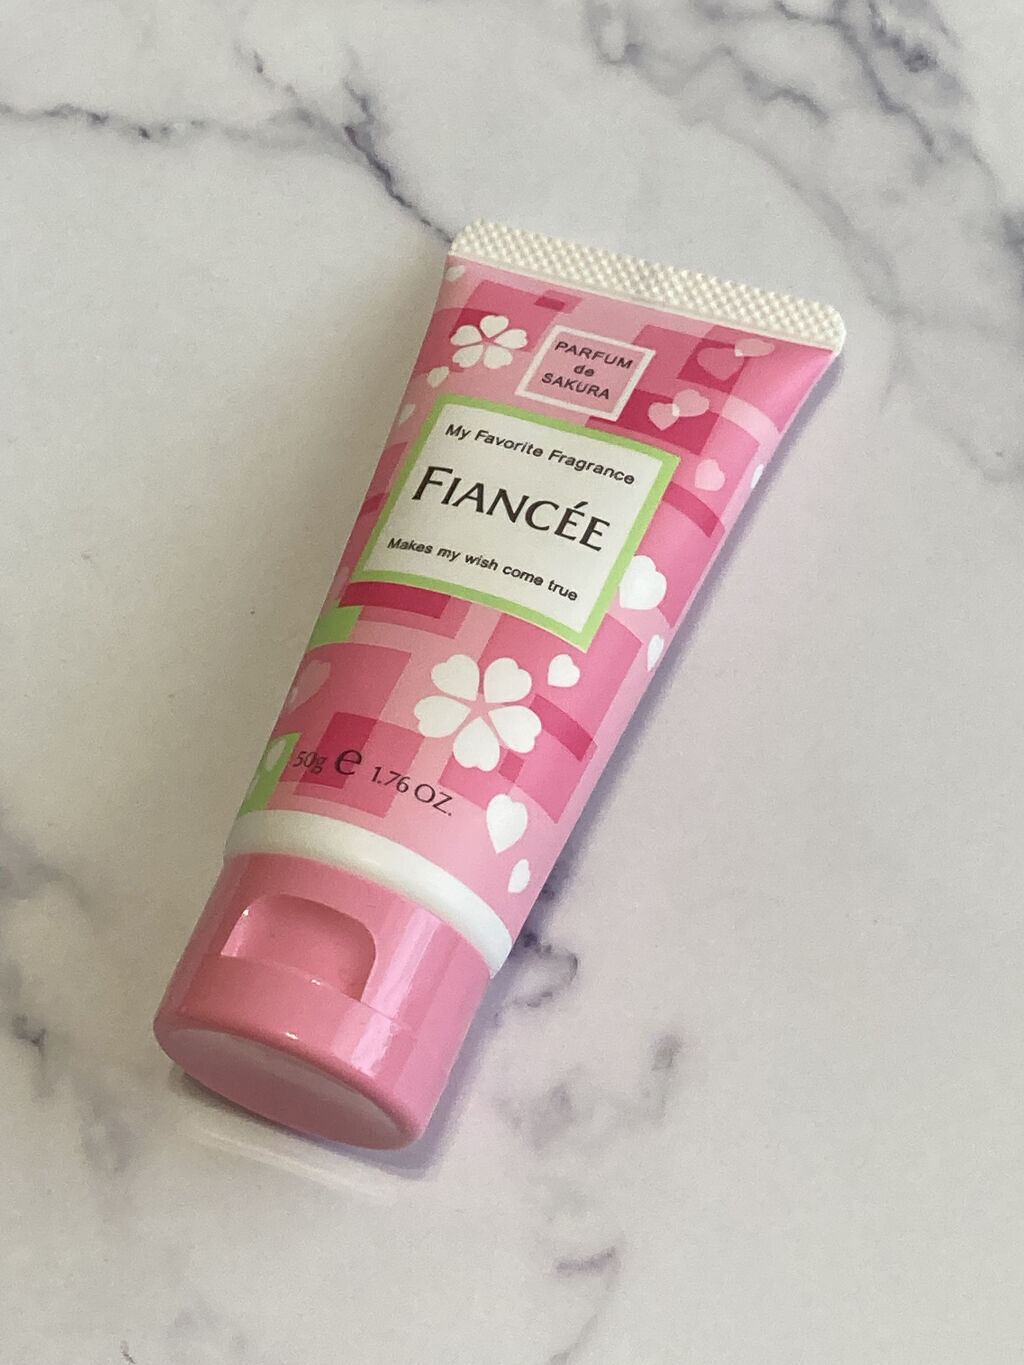 PARFUM
de
SAKURA
My Favorite Fragrance
FIANCÉE
Makes my wish come true
50g e 1.76 OZ.